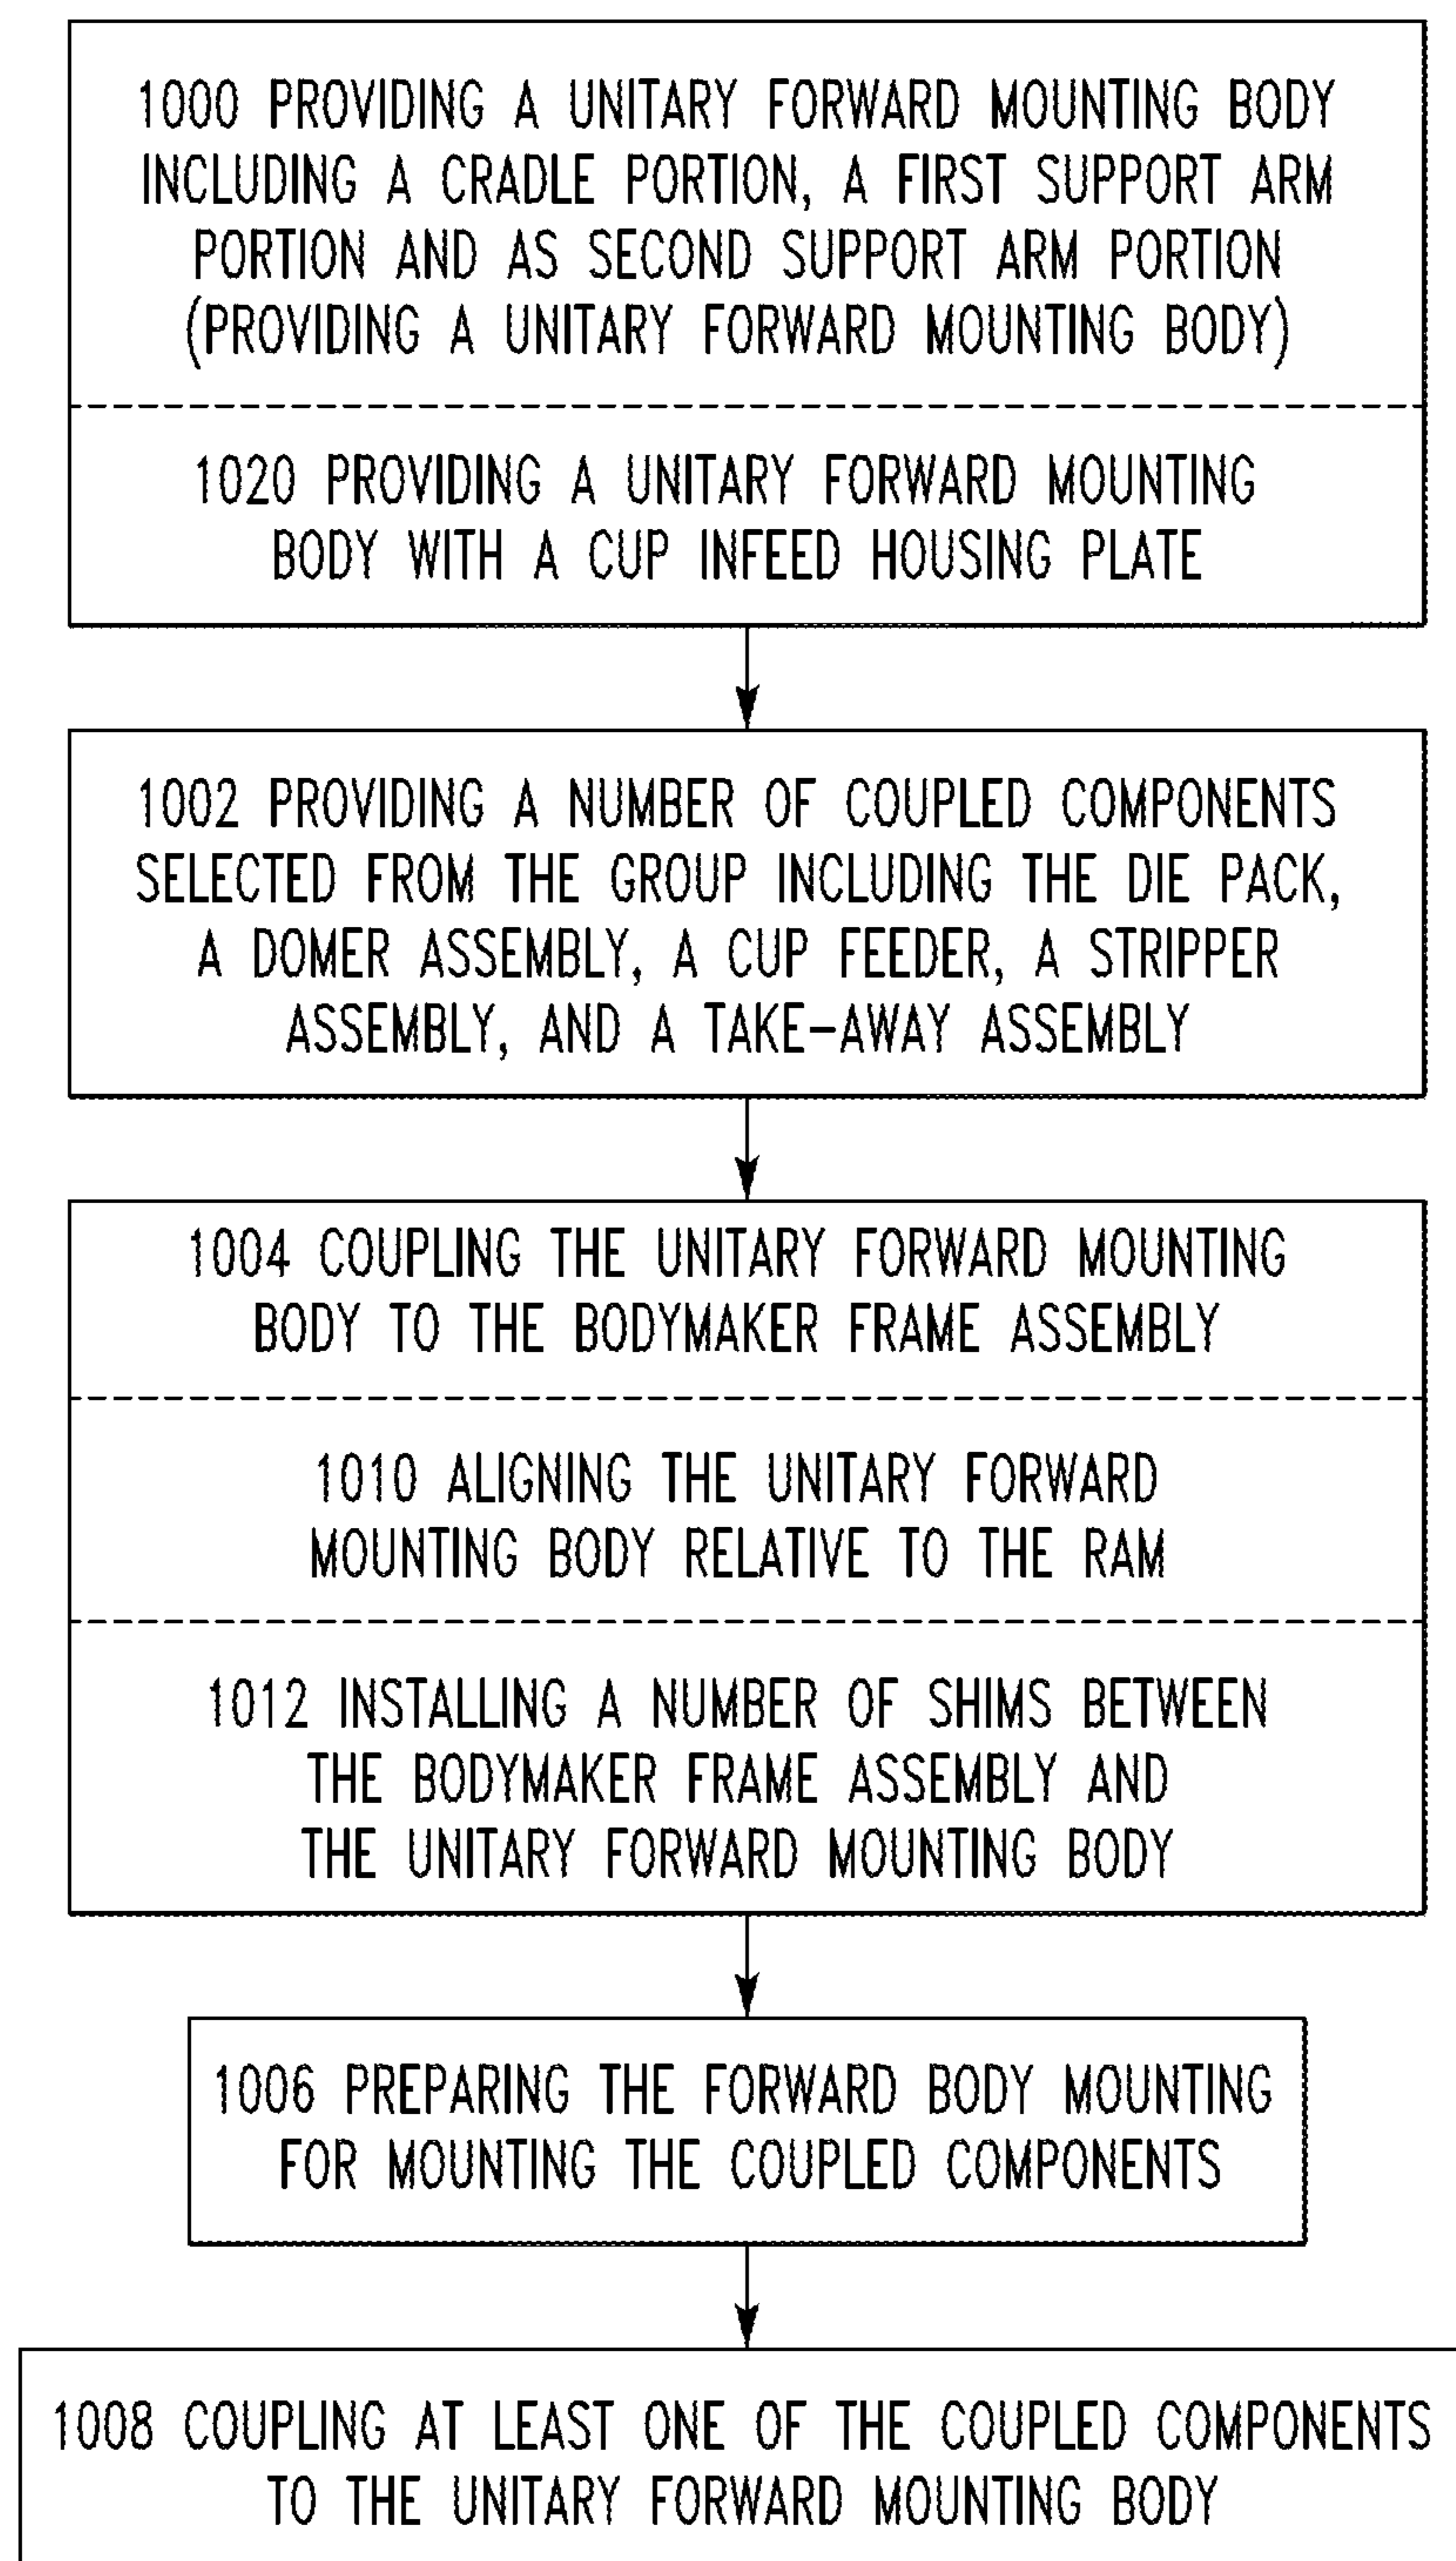 1000 PROVIDING A UNITARY FORWARD MOUNTING BODY
INCLUDING A CRADLE PORTION, A FIRST SUPPORT ARM
PORTION AND AS SECOND SUPPORT ARM PORTION
(PROVIDING A UNITARY FORWARD MOUNTING BODY)
1020 PROVIDING A UNITARY FORWARD MOUNTING
BODY WITH A CUP INFEED HOUSING PLATE
1002 PROVIDING A NUMBER OF COUPLED COMPONENTS
SELECTED FROM THE GROUP INCLUDING THE DIE PACK,
A DOMER ASSEMBLY, A CUP FEEDER, A STRIPPER
ASSEMBLY, AND A TAKE-AWAY ASSEMBLY
1004 COUPLING THE UNITARY FORWARD MOUNTING
BODY TO THE BODYMAKER FRAME ASSEMBLY
1010 ALIGNING THE UNITARY FORWARD
MOUNTING BODY RELATIVE TO THE RAM
1012 INSTALLING A NUMBER OF SHIMS BETWEEN
THE BODYMAKER FRAME ASSEMBLY AND
THE UNITARY FORWARD MOUNTING BODY
1006 PREPARING THE FORWARD BODY MOUNTING
FOR MOUNTING THE COUPLED COMPONENTS
1008 COUPLING AT LEAST ONE OF THE COUPLED COMPONENTS
TO THE UNITARY FORWARD MOUNTING BODY